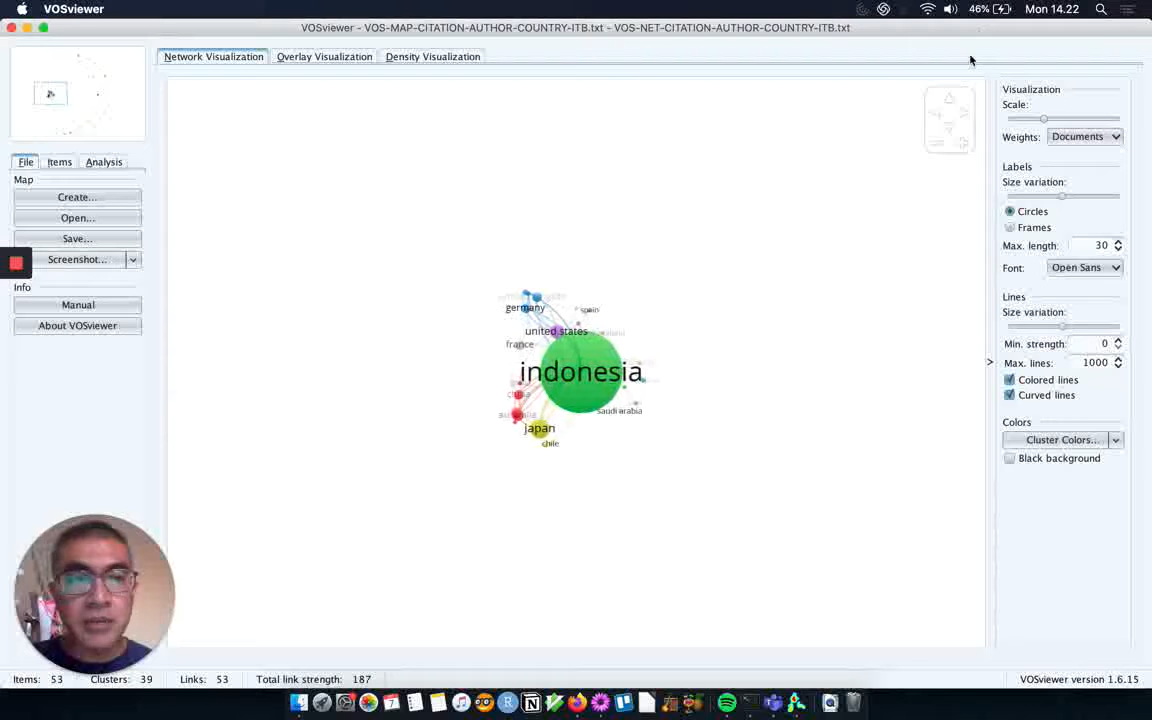 VOSviewer
46%
Mon 14.22
VOSviewer - VOS-MAP-CITATION-AUTHOR-COUNTRY-ITB.txt - VOS-NET-CITATION-AUTHOR-COUNTRY-ITB.txt
Network Visualization
Overlay Visualization
Density Visualization
File
Items
Analysis
Map
Create...
Open...
Save...
Screenshot...
Info
Manual
About VOSviewer
germany
spain
united states
france
indonesia
china
saudi arabia
australia
japan
chile
>
Visualization
Scale:
Weights: Documents
Labels
Size variation:
Circles
Frames
Max. length: 30
Font: Open Sans
Lines
Size variation:
Min. strength: 0
Max. lines: 1000
Colored lines
Curved lines
Colors
Cluster Colors...
Black background
Items: 53 Clusters: 39 Links: 53 Total link strength: 187
VOSviewer version 1.6.15